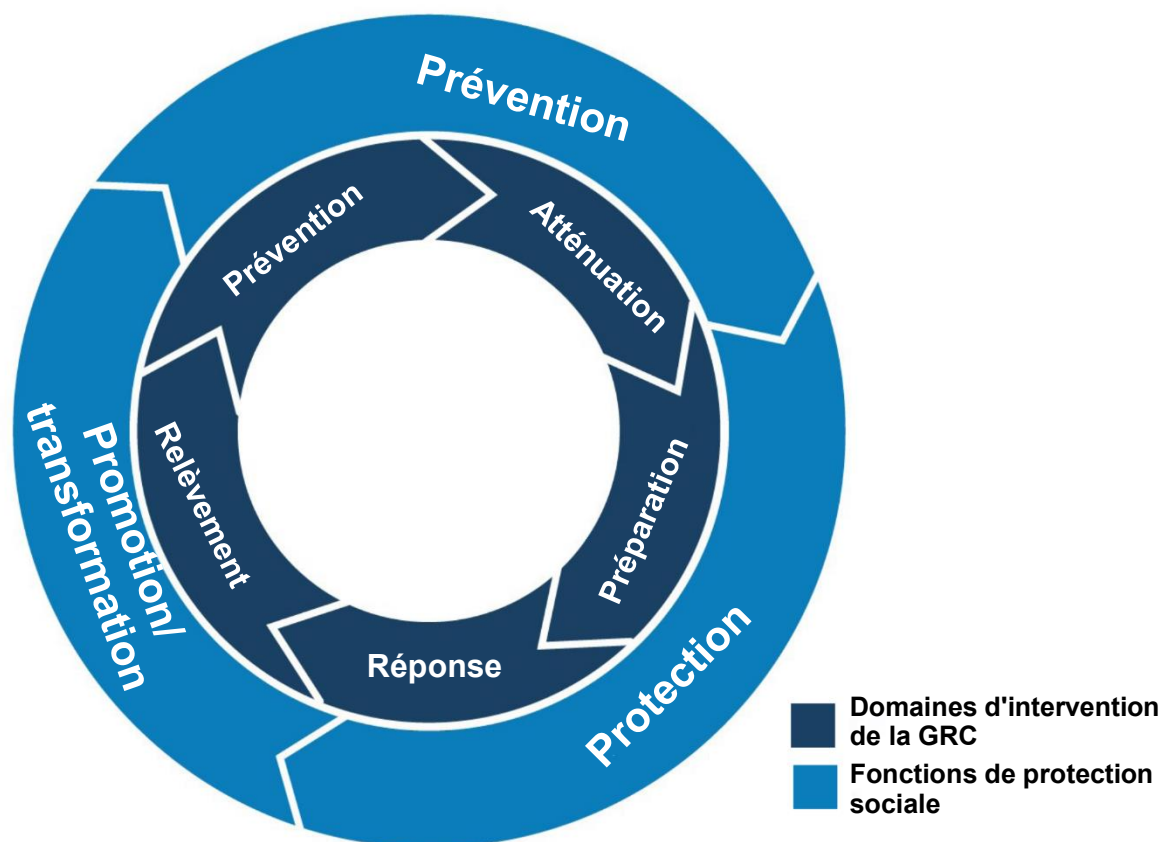 Prévention
Prévention
Atténuation
Préparation
Réponse
Relèvement
Promotion/
transformation
Protection
Domaines d'intervention
de la GRC
Fonctions de protection
sociale